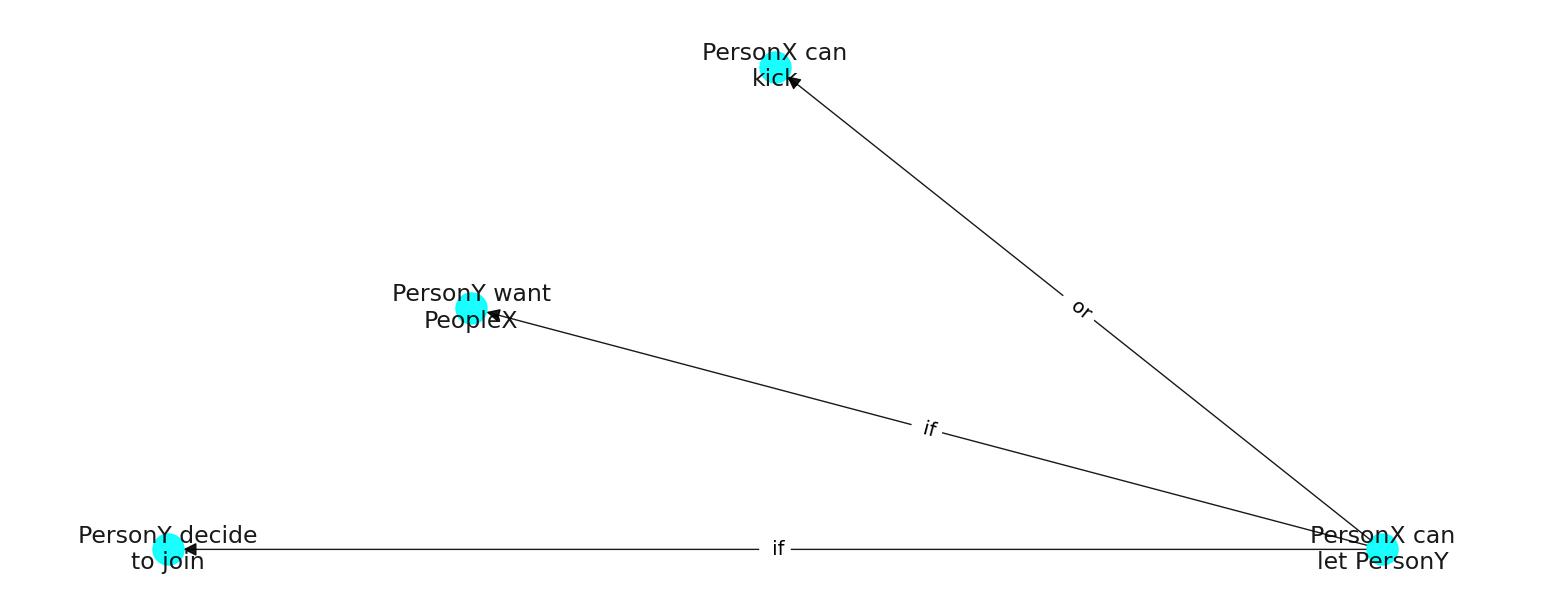 PersonX can
kick
or
PersonY want
PeopleX
if
PersonY decide
to join
if
PersonX can
let PersonY